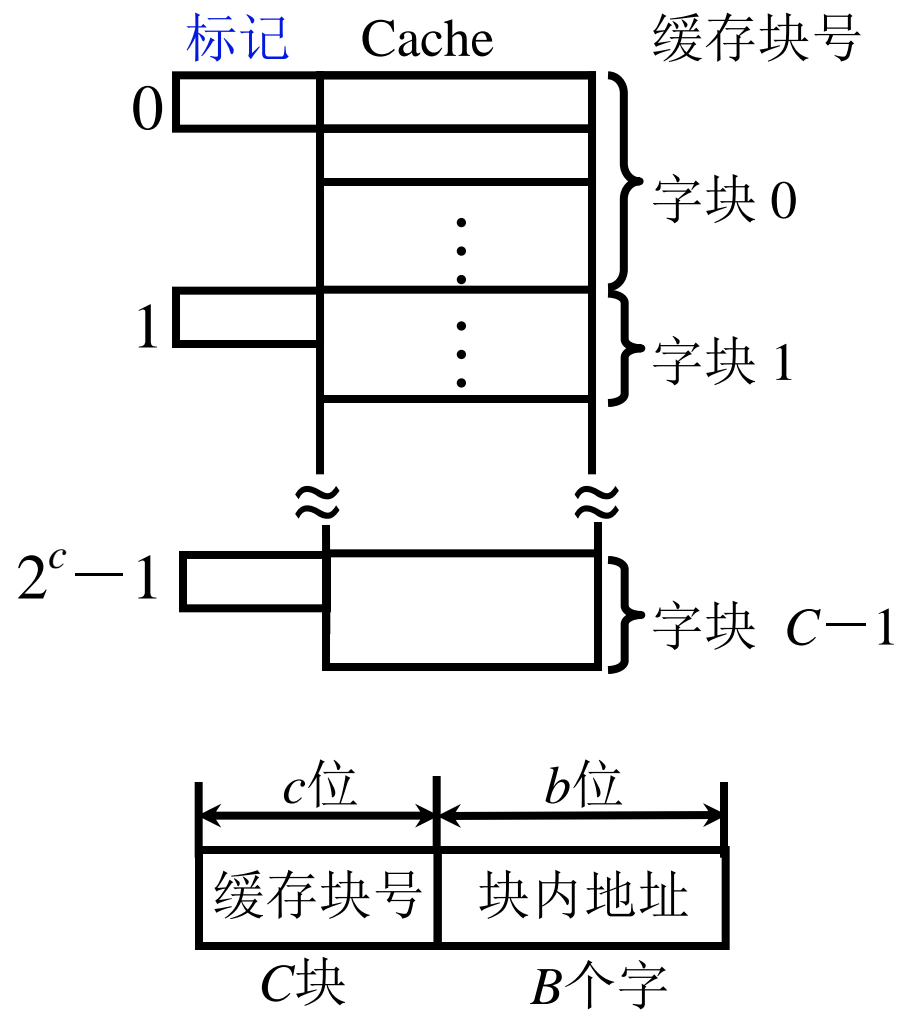 标记 Cache 缓存块号
0
字块 0
1
字块 1
2^c－1
字块 C－1
c位 b位
缓存块号 块内地址
C块 B个字